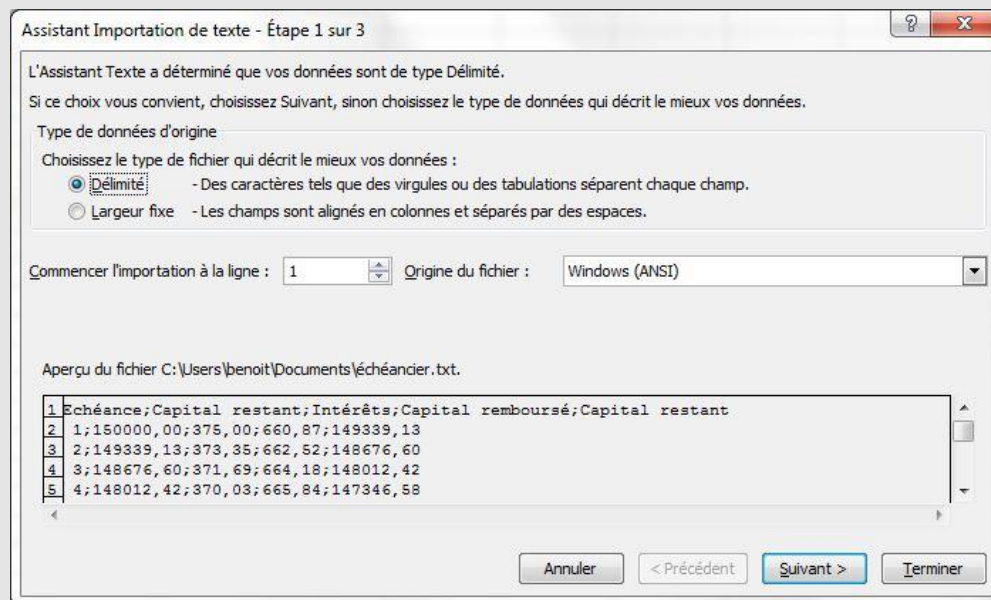 Assistant Importation de texte - Étape 1 sur 3
L'Assistant Texte a déterminé que vos données sont de type Délimité.
Si ce choix vous convient, choisissez Suivant, sinon choisissez le type de données qui décrit le mieux vos données.
Type de données d'origine
Choisissez le type de fichier qui décrit le mieux vos données :
Délimité - Des caractères tels que des virgules ou des tabulations séparent chaque champ.
Largeur fixe - Les champs sont alignés en colonnes et séparés par des espaces.
Commencer l'importation à la ligne : 1 Origine du fichier : Windows (ANSI)
Aperçu du fichier C:\Users\benoit\Documents\échéancier.txt.
1 Echéance;Capital restant;Intérêts;Capital remboursé;Capital restant
2 1;150000,00;375,00;660,87;149339,13
3 2;149339,13;373,35;662,52;148676,60
4 3;148676,60;371,69;664,18;148012,42
5 4;148012,42;370,03;665,84;147346,58
Annuler < Précédent Suivant > Terminer